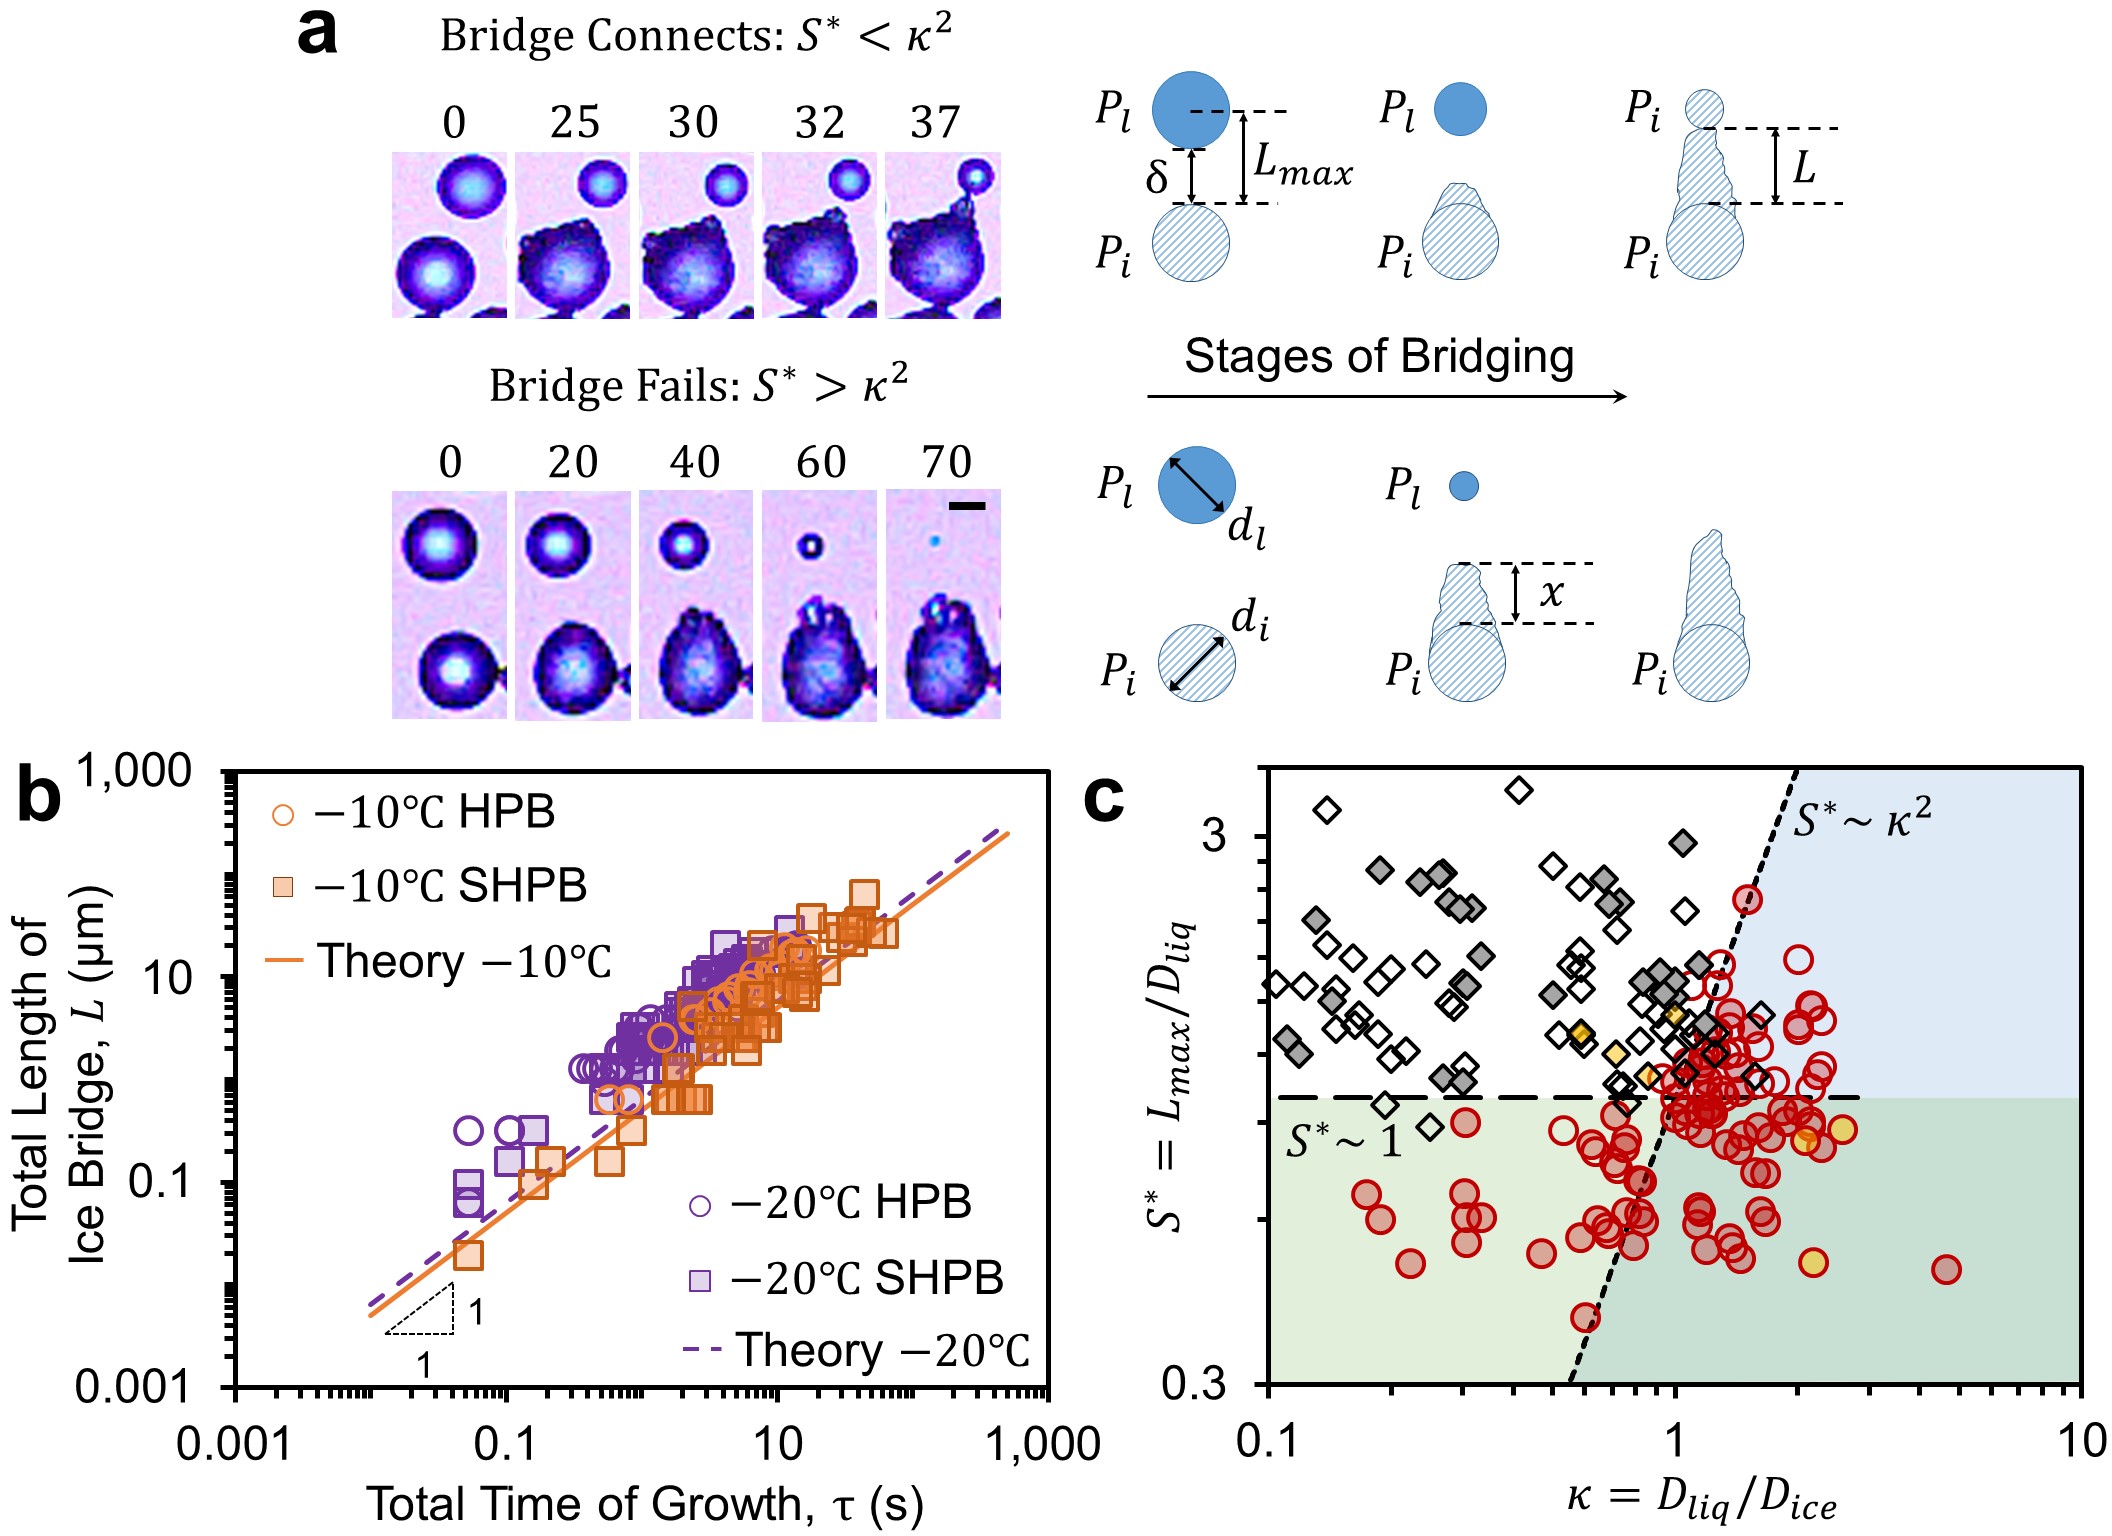 a
Bridge Connects: S* < κ²
0 25 30 32 37
P_l
δ
L_max
P_i
P_l
P_i
P_i
L
P_i
Stages of Bridging
Bridge Fails: S* > κ²
0 20 40 60 70
P_l
d_l
d_i
P_i
P_l
x
P_i
P_i
b
1,000
10
0.1
0.001
Total Length of
Ice Bridge, L (µm)
−10℃ HPB
−10℃ SHPB
Theory −10℃
−20℃ HPB
−20℃ SHPB
Theory −20℃
1
1
0.001 0.1 10 1,000
Total Time of Growth, τ (s)
c
3
0.3
S* = L_max/D_liq
S*~ κ²
S*~ 1
0.1 1 10
κ = D_liq/D_ice